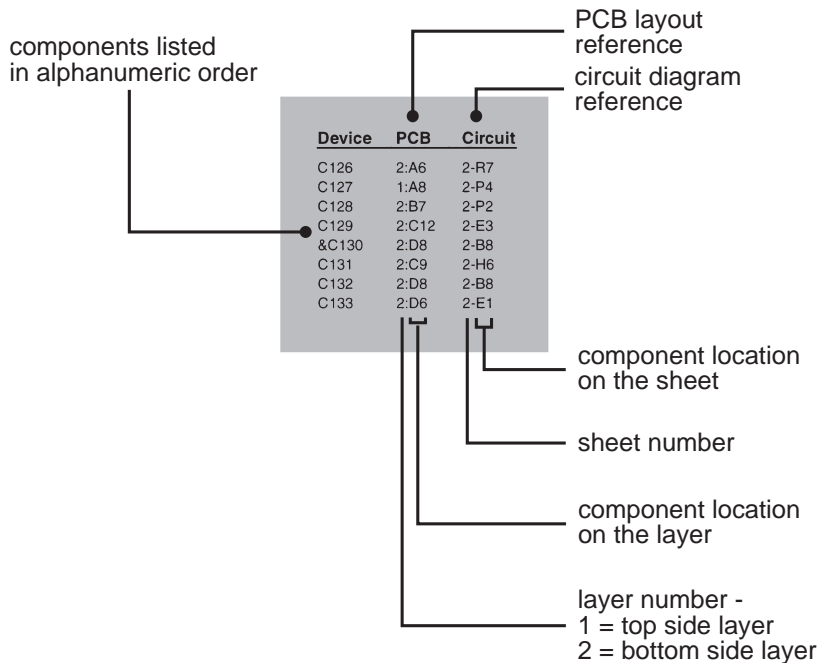 components listed
in alphanumeric order
PCB layout
reference
circuit diagram
reference
Device PCB Circuit
C126 2:A6 2-R7
C127 1:A8 2-P4
C128 2:B7 2-P2
C129 2:C12 2-E3
&C130 2:D8 2-B8
C131 2:C9 2-H6
C132 2:D8 2-B8
C133 2:D6 2-E1
component location
on the sheet
sheet number
component location
on the layer
layer number -
1 = top side layer
2 = bottom side layer